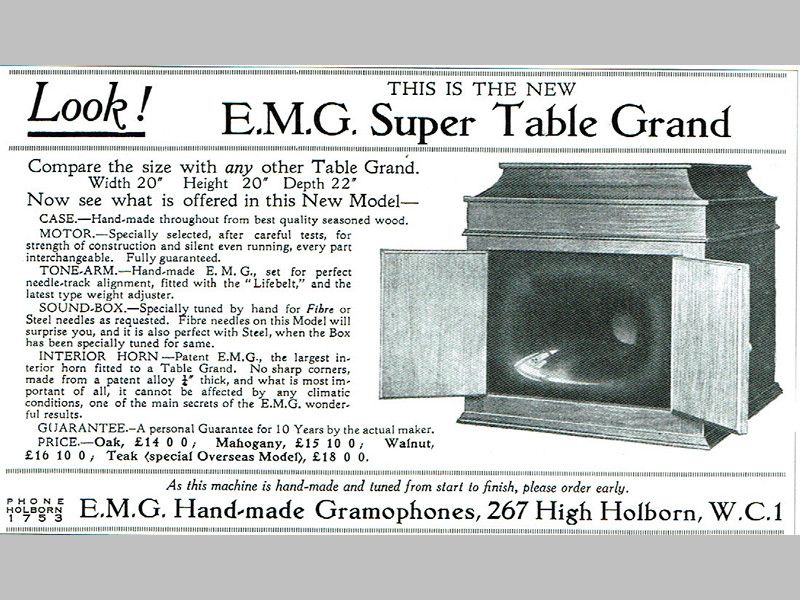 Look!
THIS IS THE NEW
E.M.G. Super Table Grand
Compare the size with any other Table Grand.
Width 20" Height 20" Depth 22"
Now see what is offered in this New Model—
CASE.—Hand-made throughout from best quality seasoned wood.
MOTOR.—Specially selected, after careful tests, for
strength of construction and silent even running, every part
interchangeable. Fully guaranteed.
TONE-ARM.—Hand-made E. M. G., set for perfect
needle-track alignment, fitted with the "Lifebelt," and the
latest type weight adjuster.
SOUND-BOX.—Specially tuned by hand for Fibre or
Steel needles as requested. Fibre needles on this Model will
surprise you, and it is also perfect with Steel, when the Box
has been specially tuned for same.
INTERIOR HORN—Patent E.M.G., the largest in-
terior horn fitted to a Table Grand. No sharp corners,
made from a patent alloy ¼" thick, and what is most im-
portant of all, it cannot be affected by any climatic
conditions, one of the main secrets of the E.M.G. wonder-
ful results.
GUARANTEE.–A personal Guarantee for 10 Years by the actual maker.
PRICE.—Oak, £14 0 0; Mahogany, £15 10 0; Walnut,
£16 10 0; Teak (special Overseas Model), £18 0 0.
As this machine is hand-made and tuned from start to finish, please order early.
PHONE
HOLBORN
1753
E.M.G. Hand-made Gramophones, 267 High Holborn, W.C.1